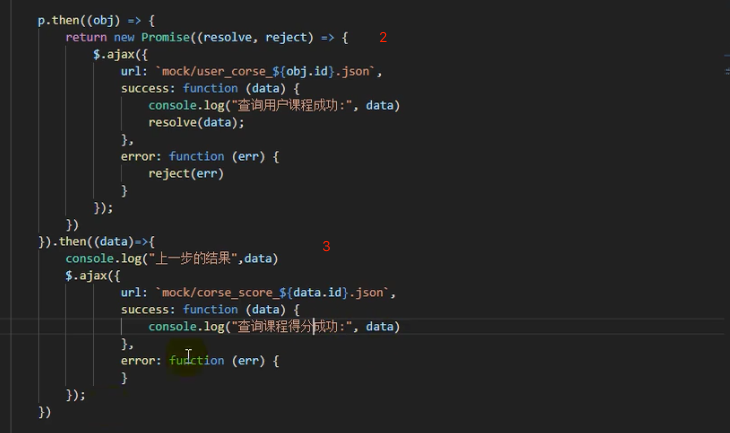 p.then((obj) => {
return new Promise((resolve, reject) => { 2
$.ajax({
url: `mock/user_corse_${obj.id}.json`,
success: function (data) {
console.log("查询用户课程成功:", data)
resolve(data);
},
error: function (err) {
reject(err)
}
});
})
}).then((data)=>{ 3
console.log("上一步的结果",data)
$.ajax({
url: `mock/corse_score_${data.id}.json`,
success: function (data) {
console.log("查询课程得分成功:", data)
},
error: function (err) {
}
});
})